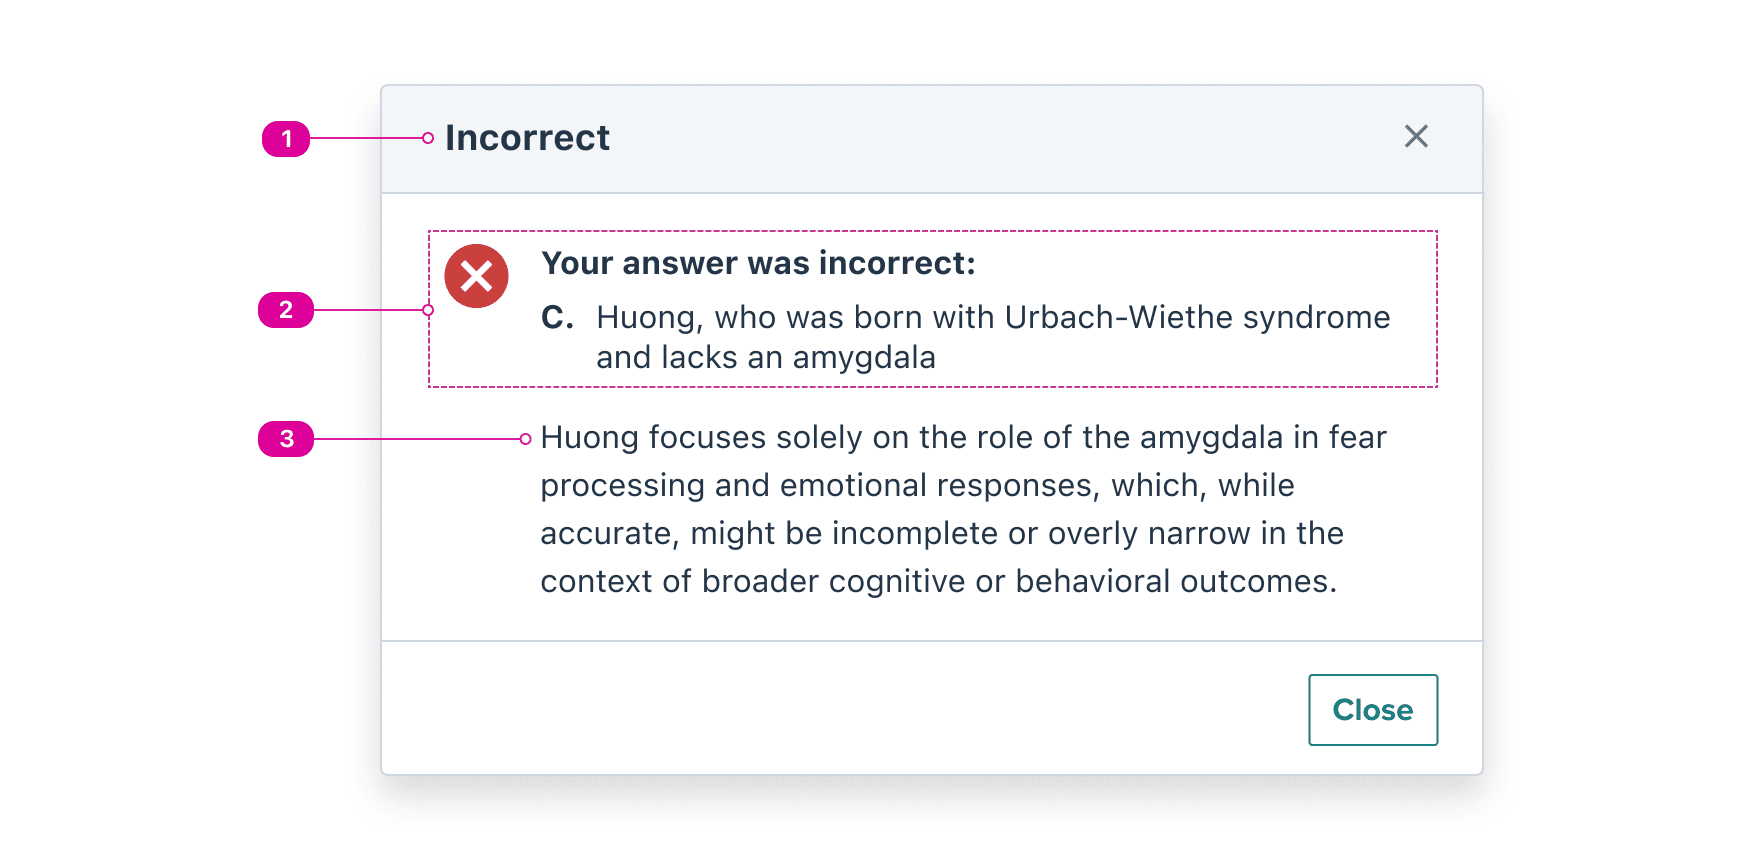 1
Incorrect
2
Your answer was incorrect:
C. Huong, who was born with Urbach-Wiethe syndrome
and lacks an amygdala
3
Huong focuses solely on the role of the amygdala in fear
processing and emotional responses, which, while
accurate, might be incomplete or overly narrow in the
context of broader cognitive or behavioral outcomes.
Close